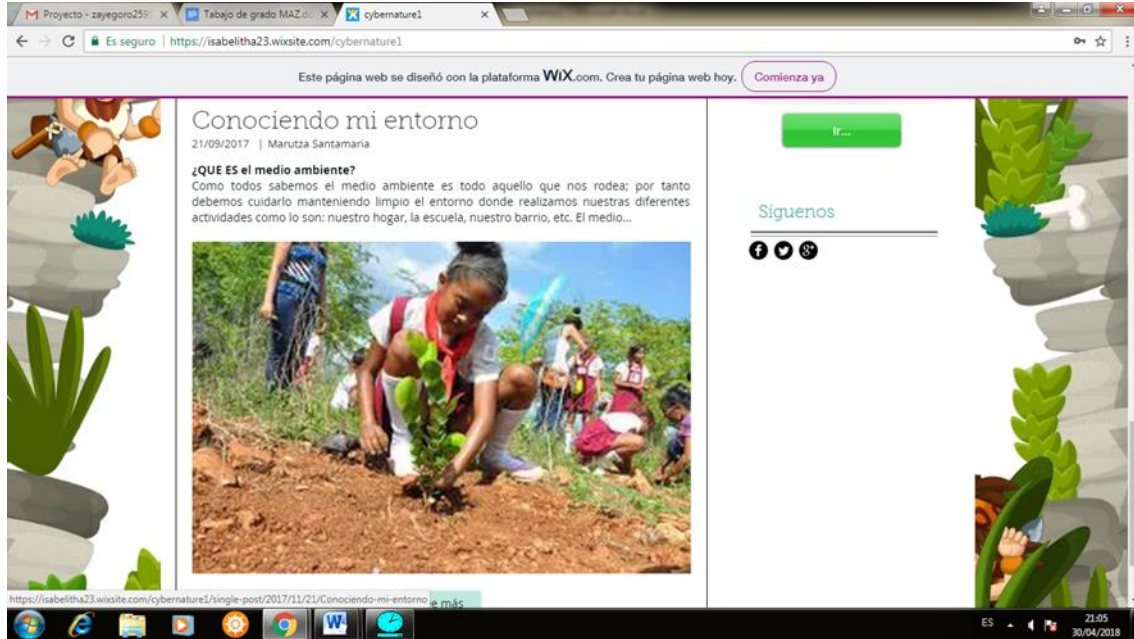 Proyecto - zayegoro259
Tabajo de grado MAZ.do
cybernature1
Es seguro
https://isabelitha23.wixsite.com/cybernature1
Este página web se diseñó con la plataforma WiX.com. Crea tu página web hoy.
Comienza ya
Conociendo mi entorno
21/09/2017 | Marutza Santamaria
¿QUE ES el medio ambiente?
Como todos sabemos el medio ambiente es todo aquello que nos rodea; por tanto
debemos cuidarlo manteniendo limpio el entorno donde realizamos nuestras diferentes
actividades como lo son: nuestro hogar, la escuela, nuestro barrio, etc. El medio...
Ir...
Síguenos
https://isabelitha23.wixsite.com/cybernature1/single-post/2017/11/21/Conociendo-mi-entorno
e más
ES
21:05
30/04/2018